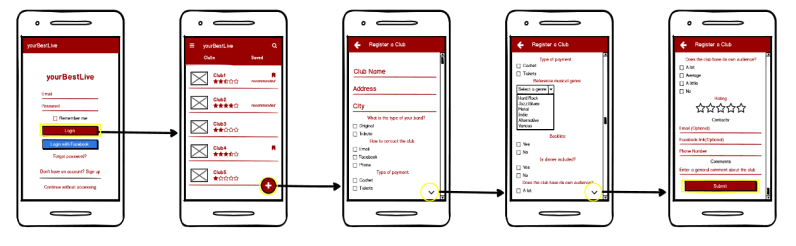 yourBestLive
yourBestLive
Email
Password
Remember me
Login
Login with Facebook
Forgot password?
Don't have an account? Sign up
Continue without accessing
yourBestLive
Clubs
Saved
Club1
recommended
Club2
recommended
Club3
Club4
Club5
+
Register a Club
Club Name
Address
City
What is the type of your band?
Original
Tribute
How to contact the club:
Email
Facebook
Phone
Type of payment:
Cachet
Tickets
Register a Club
Type of payment
Cachet
Tickets
Reference musical genre:
Select a genre
Hard Rock
Jazz/Blues
Metal
Indie
Alternative
Various
Backline
Yes
No
Is dinner included?
Yes
No
Does the club have its own audience?
A lot
Register a Club
Does the club have its own audience?
A lot
Average
A little
No
Voting
Contacts
Email (Optional)
Facebook link(Optional)
Phone Number
Comments
Enter a general comment about the club
Submit